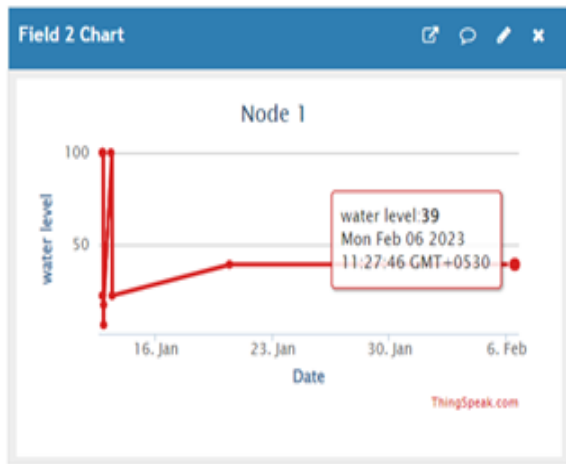 Field 2 Chart
Node 1
100
50
water level
water level:39
Mon Feb 06 2023
11:27:46 GMT+0530
16. Jan
23. Jan
30. Jan
6. Feb
Date
ThingSpeak.com